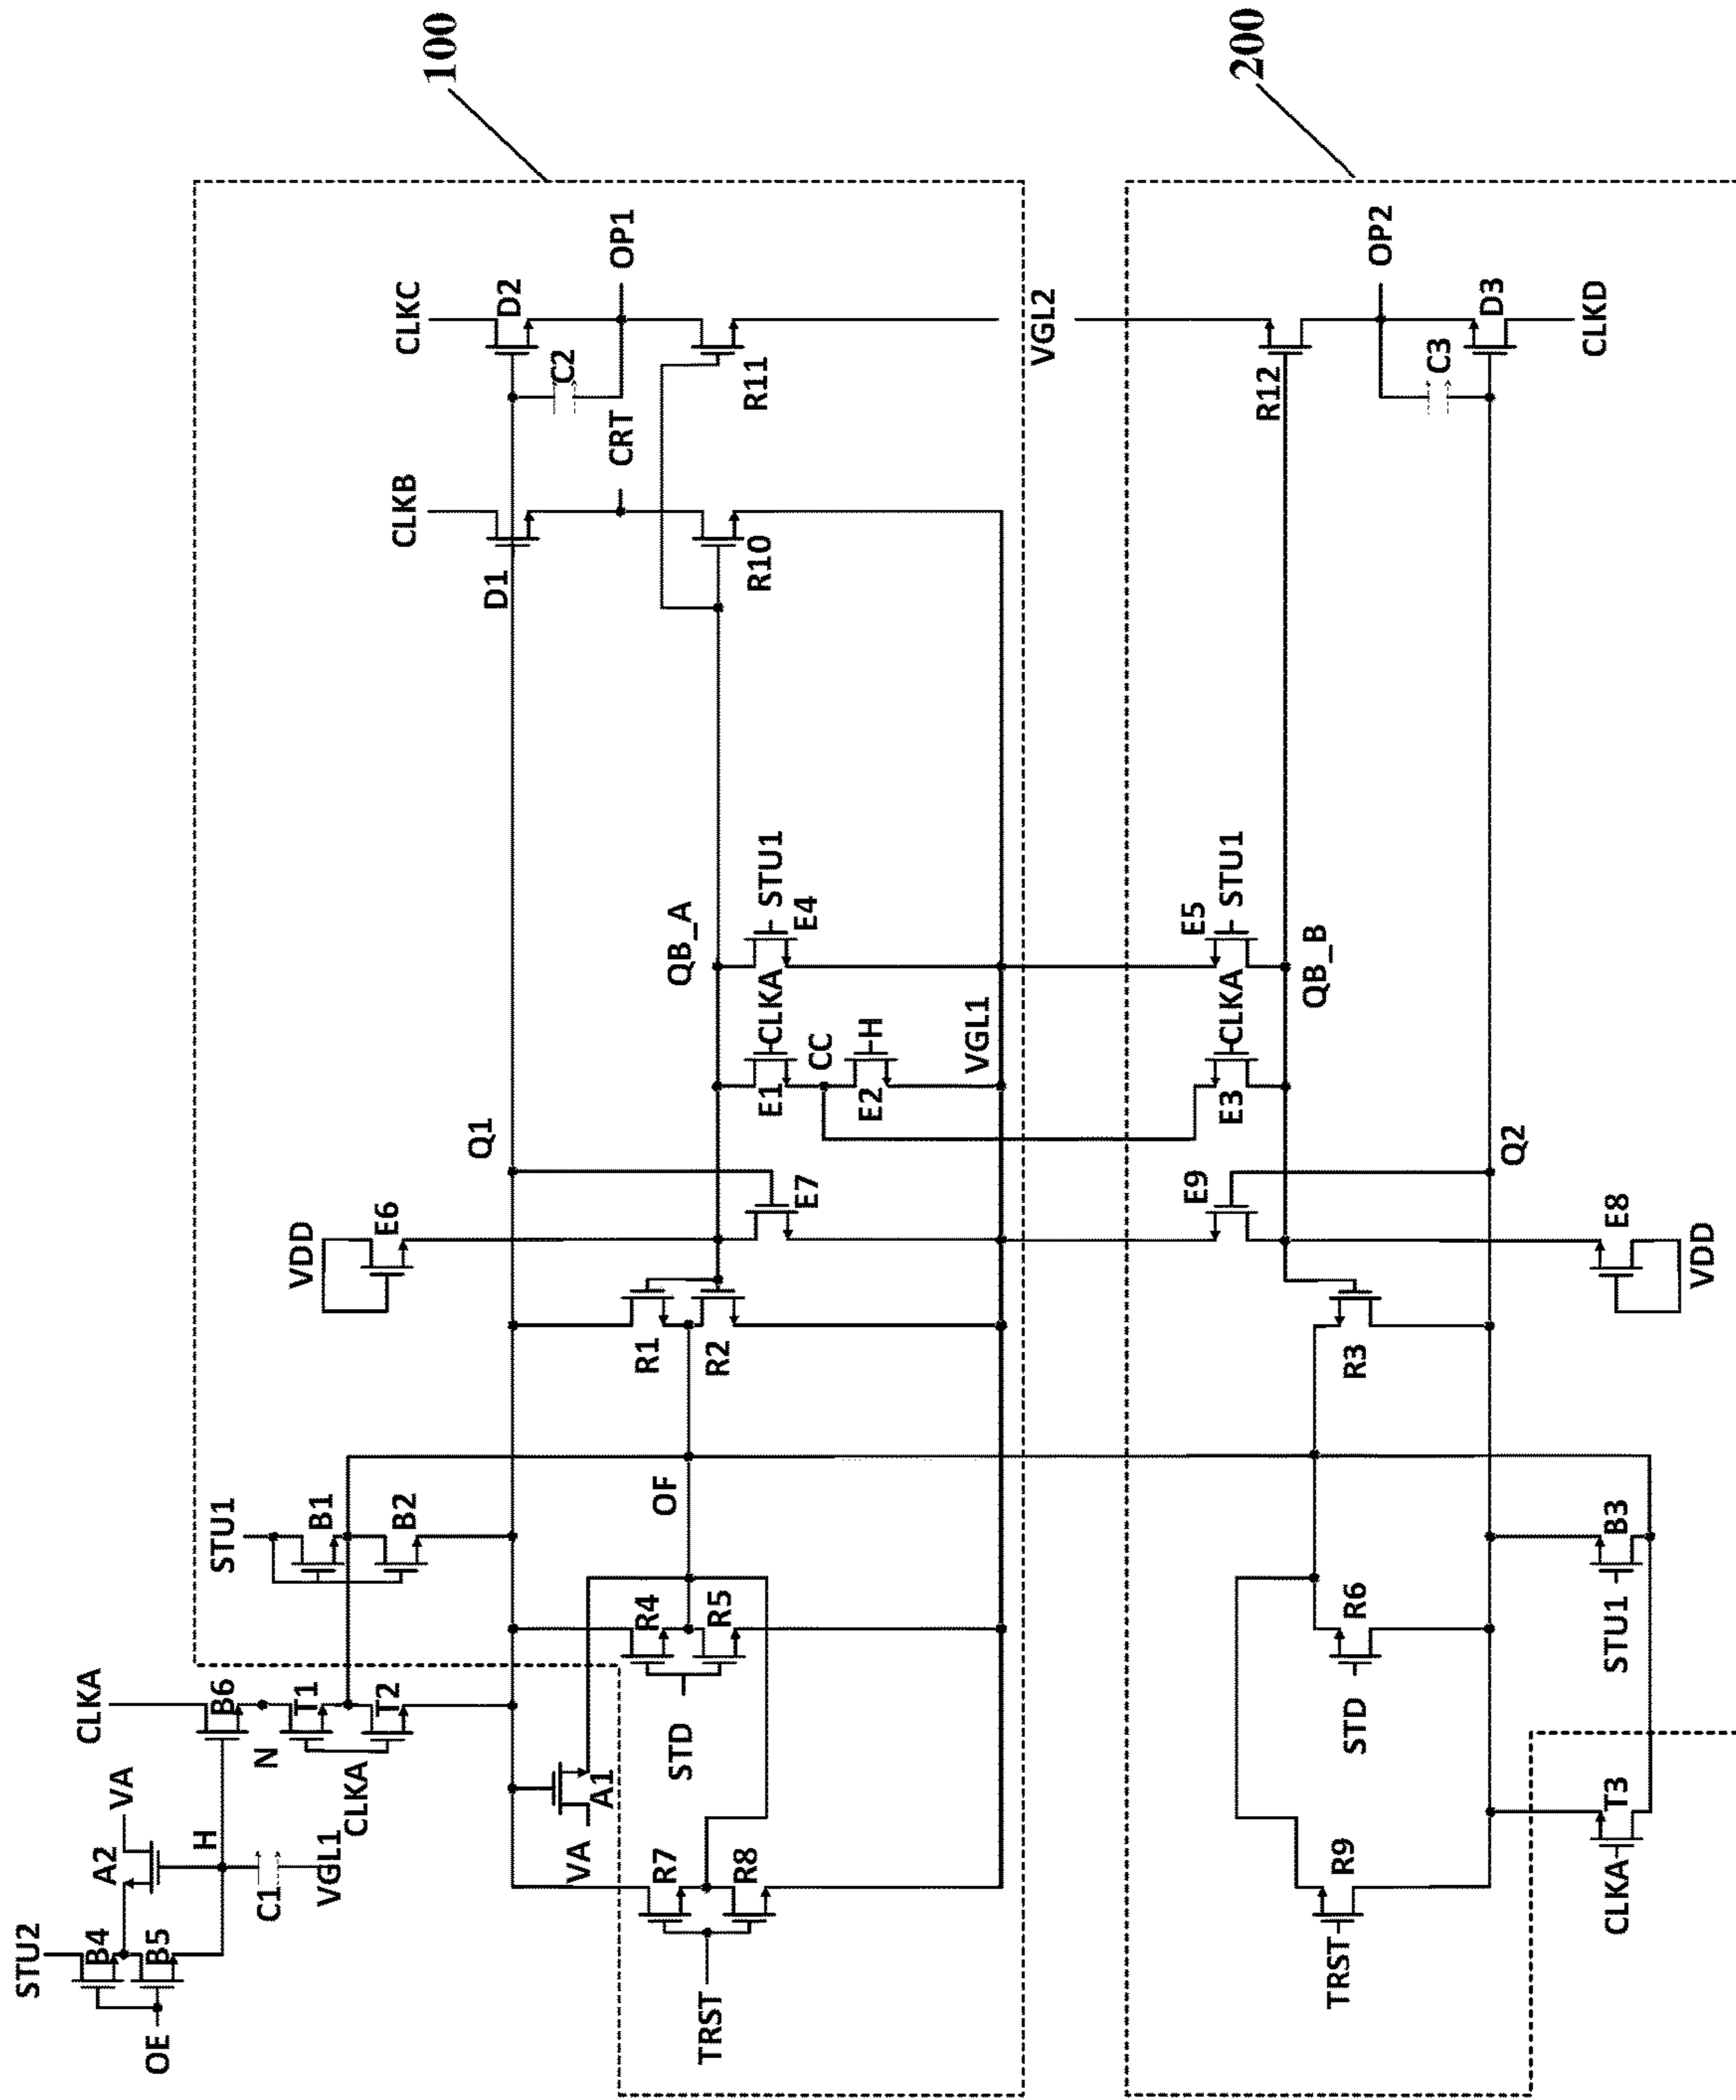 100
200
CLKC
D2
C2
OP1
R11
VGL2
OP2
R12
C3
D3
CLKD
CLKB
D1
CRT
R10
QB_A
STU1
E4
CLKA
E1
CC
H
E2
VGL1
E5
STU1
CLKA
E3
QB_B
Q1
VDD
E6
E7
E9
Q2
E8
VDD
R1
R2
R3
STU1
B1
B2
OF
R4
R5
STD
R6
STD
B3
STU1
CLKA
B6
N
T1
T2
CLKA
VA
A2
H
C1
VGL1
STU2
B4
B5
OE
A1
VA
R7
R8
TRST
R9
TRST
T3
CLKA